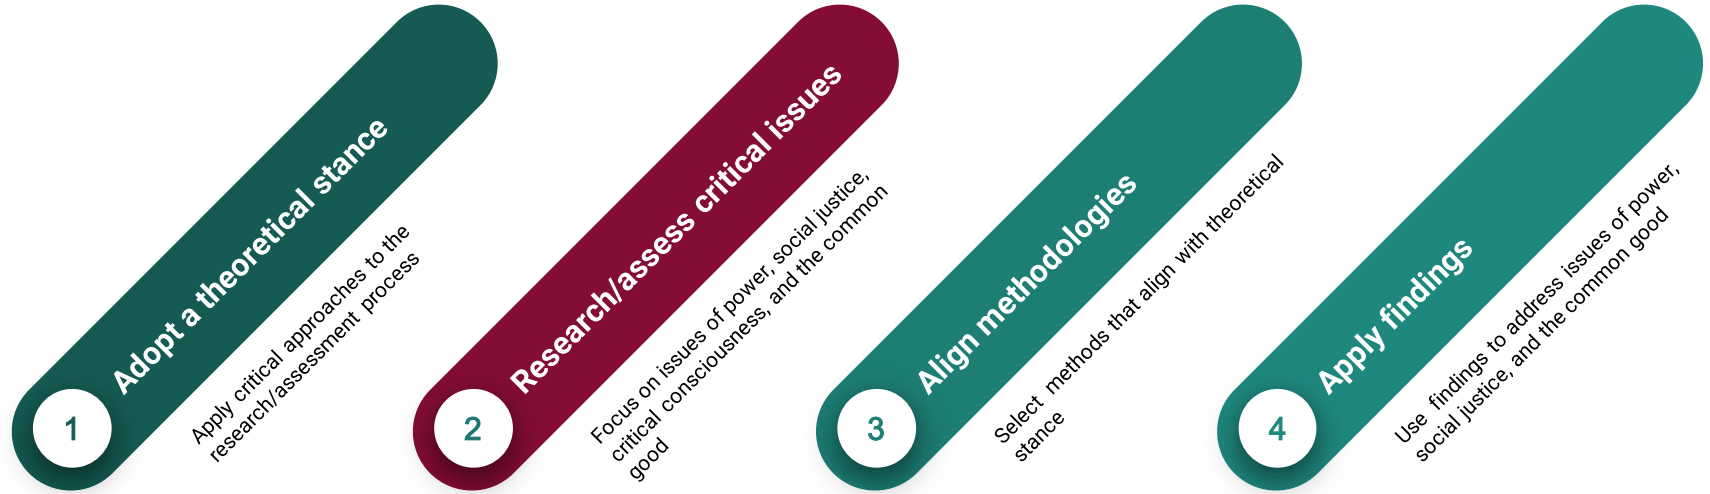 1
Adopt a theoretical stance
Apply critical approaches to the
research/assessment process
2
Research/assess critical issues
Focus on issues of power, social justice,
critical consciousness, and the common
good
3
Align methodologies
Select methods that align with theoretical
stance
4
Apply findings
Use findings to address issues of power,
social justice, and the common good